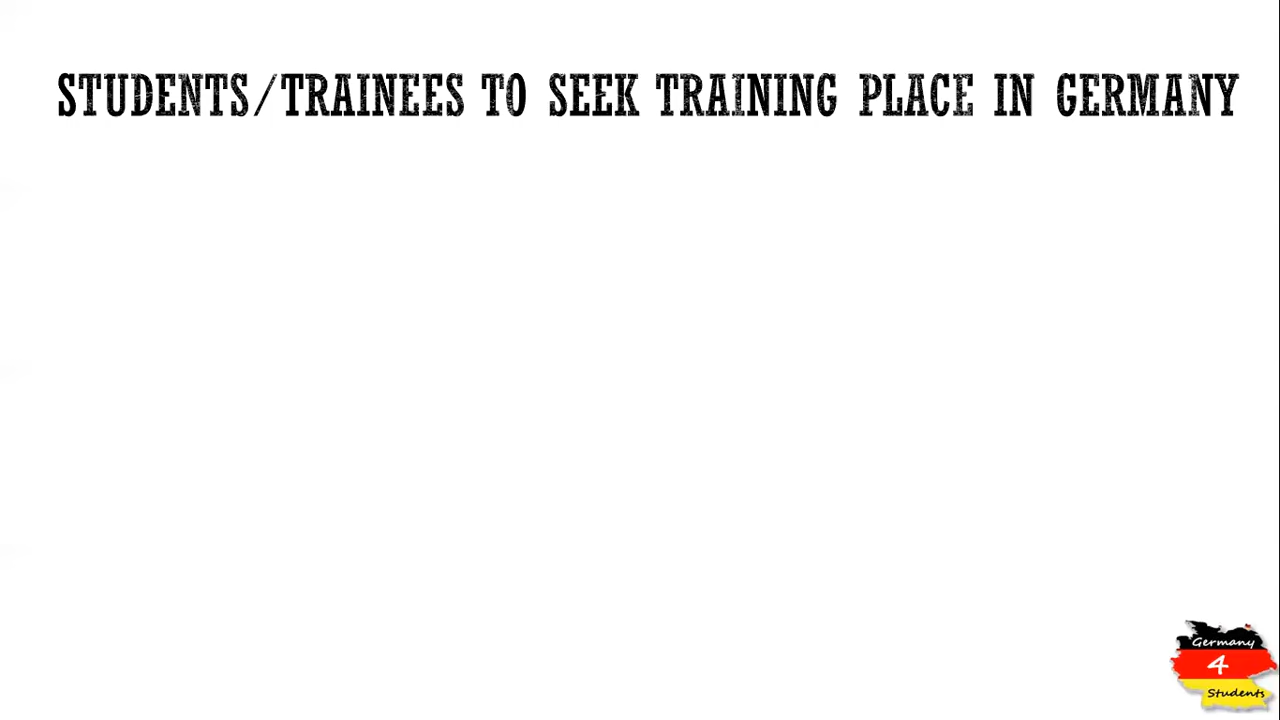 STUDENTS/TRAINEES TO SEEK TRAINING PLACE IN GERMANY
Germany
4
Students